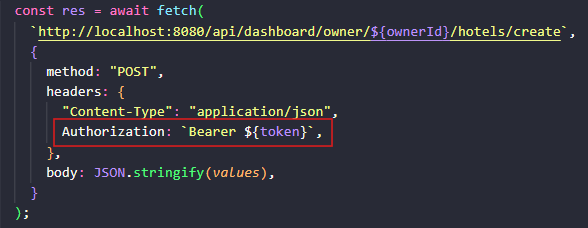 const res = await fetch(
`http://localhost:8080/api/dashboard/owner/${ownerId}/hotels/create`,
{
method: "POST",
headers: {
"Content-Type": "application/json",
Authorization: `Bearer ${token}`,
},
body: JSON.stringify(values),
}
);